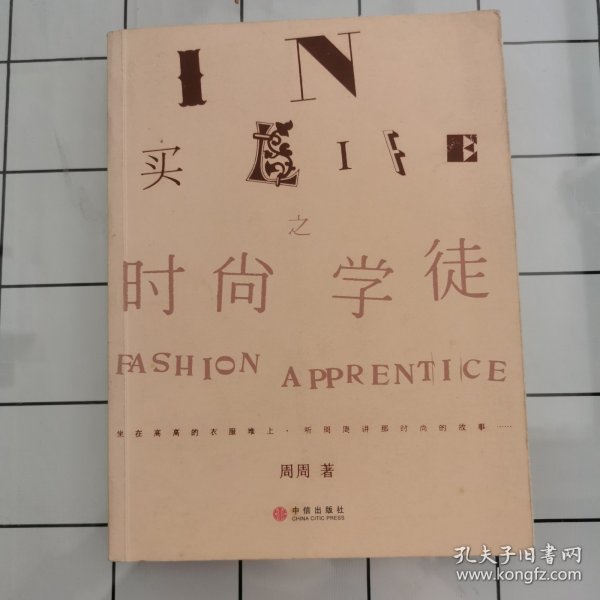 IN
实 LIFE
之
时尚学徒
FASHION APPRENTICE
坐在高高的衣服堆上·听周周讲那时尚的故事……
周周 著
中信出版社
CHINA CITIC PRESS
孔夫子旧书网
www.kongfz.com